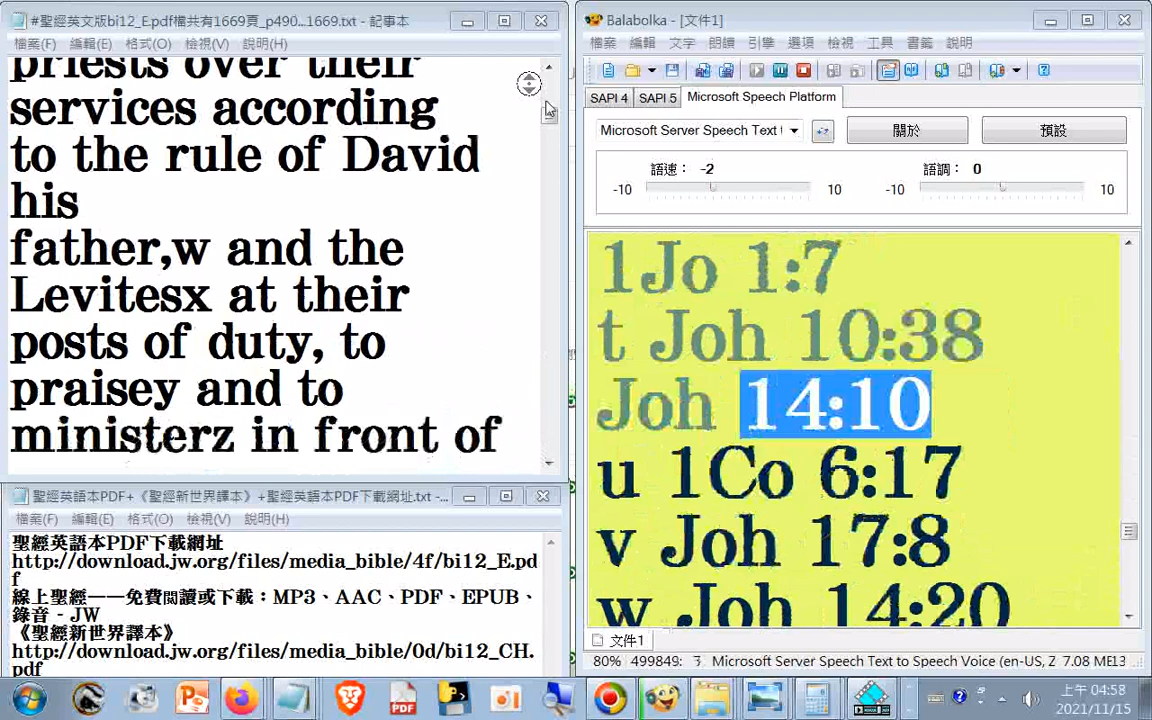 #聖經英文版bi12_E.pdf檔共有1669頁_p490...1669.txt - 記事本
檔案(F) 編輯(E) 格式(O) 檢視(V) 說明(H)
priests over their
services according
to the rule of David
his
father,w and the
Levitesx at their
posts of duty, to
praisey and to
ministerz in front of
聖經英語本PDF+《聖經新世界譯本》+聖經英語本PDF下載網址.txt -...
檔案(F) 編輯(E) 格式(O) 檢視(V) 說明(H)
聖經英語本PDF下載網址
http://download.jw.org/files/media_bible/4f/bi12_E.pd
f
線上聖經——免費閱讀或下載：MP3、AAC、PDF、EPUB、
錄音 - JW
《聖經新世界譯本》
http://download.jw.org/files/media_bible/0d/bi12_CH.
pdf
Balabolka - [文件1]
檔案 編輯 文字 朗讀 引擎 選項 檢視 工具 書籤 說明
SAPI 4 SAPI 5 Microsoft Speech Platform
Microsoft Server Speech Text t 關於 預設
語速： -2 語調： 0
-10 10 -10 10
1Jo 1:7
t Joh 10:38
Joh 14:10
u 1Co 6:17
v Joh 17:8
w Joh 14:20
文件1
80% 499849: Microsoft Server Speech Text to Speech Voice (en-US, Z 7.08 ME13
上午 04:58
2021/11/15